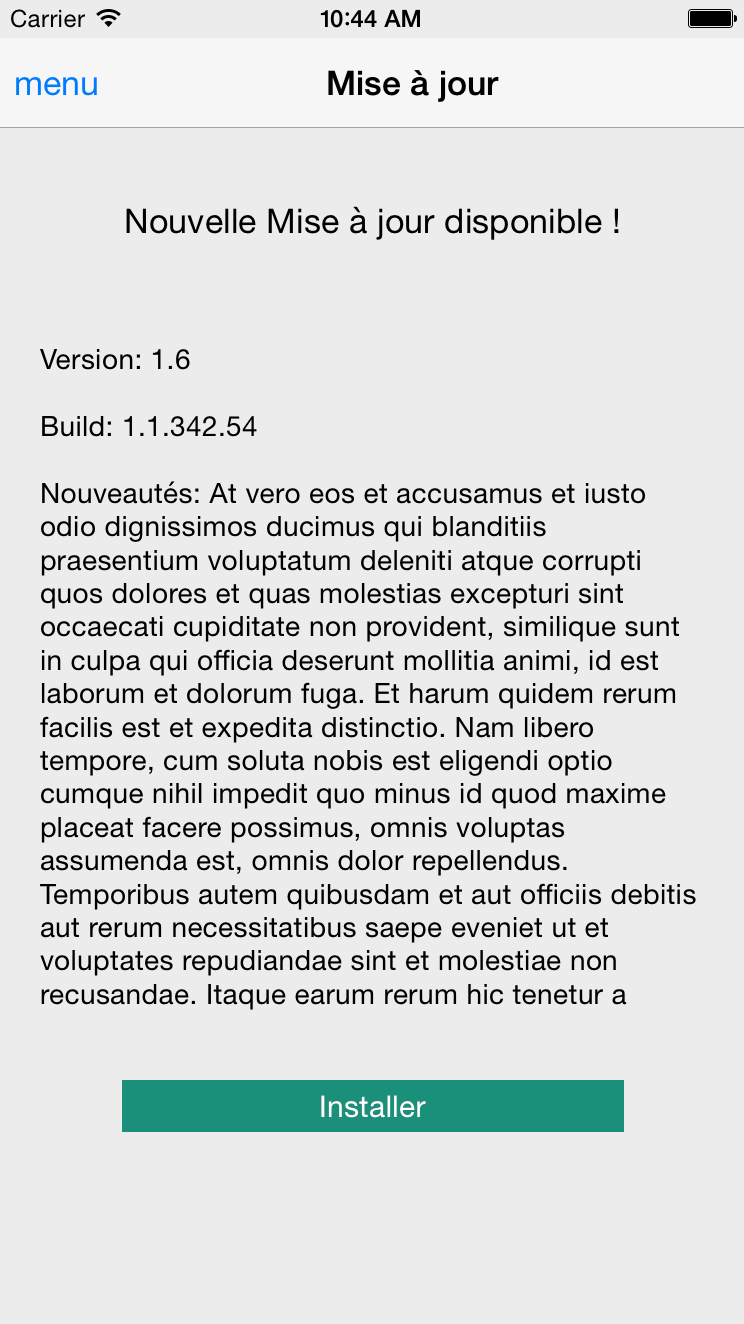 Carrier 10:44 AM
menu Mise à jour
Nouvelle Mise à jour disponible !
Version: 1.6
Build: 1.1.342.54
Nouveautés: At vero eos et accusamus et iusto
odio dignissimos ducimus qui blanditiis
praesentium voluptatum deleniti atque corrupti
quos dolores et quas molestias excepturi sint
occaecati cupiditate non provident, similique sunt
in culpa qui officia deserunt mollitia animi, id est
laborum et dolorum fuga. Et harum quidem rerum
facilis est et expedita distinctio. Nam libero
tempore, cum soluta nobis est eligendi optio
cumque nihil impedit quo minus id quod maxime
placeat facere possimus, omnis voluptas
assumenda est, omnis dolor repellendus.
Temporibus autem quibusdam et aut officiis debitis
aut rerum necessitatibus saepe eveniet ut et
voluptates repudiandae sint et molestiae non
recusandae. Itaque earum rerum hic tenetur a
Installer